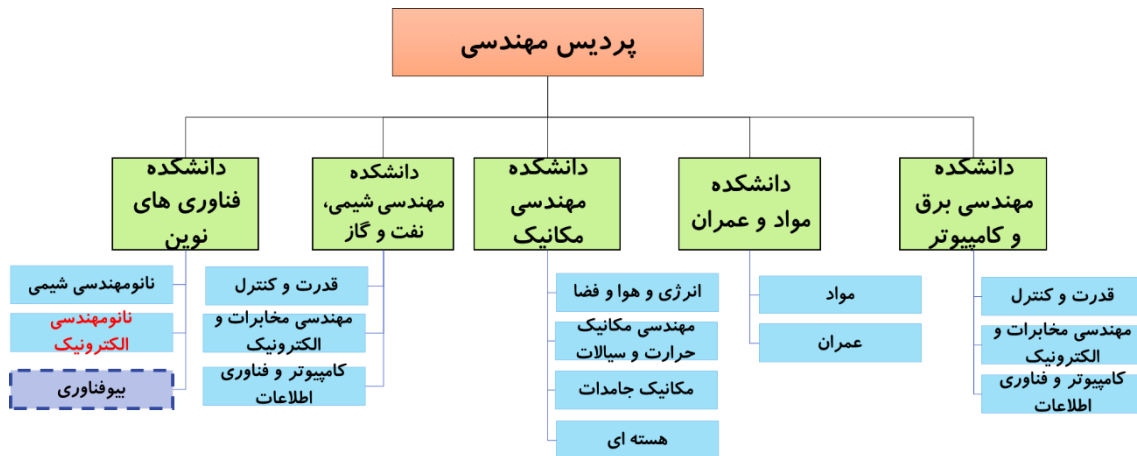 پردیس مهندسی
دانشکده
مهندسی برق
و کامپیوتر
قدرت و کنترل
مهندسی مخابرات و
الکترونیک
کامپیوتر و فناوری
اطلاعات
دانشکده
مواد و عمران
مواد
عمران
دانشکده
مهندسی
مکانیک
انرژی و هوا و فضا
مهندسی مکانیک
حرارت و سیالات
مکانیک جامدات
هسته ای
دانشکده
مهندسی شیمی،
نفت و گاز
قدرت و کنترل
مهندسی مخابرات و
الکترونیک
کامپیوتر و فناوری
اطلاعات
دانشکده
فناوری های
نوین
نانومهندسی شیمی
نانومهندسی
الکترونیک
بیوفناوری